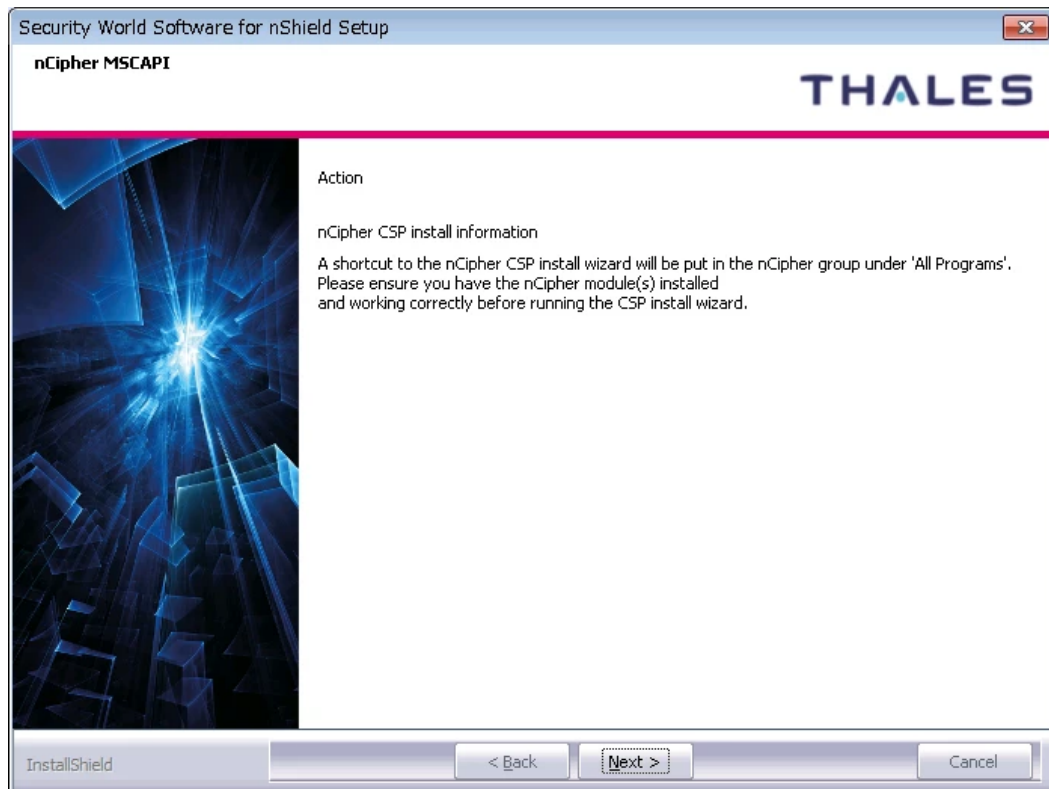 Security World Software for nShield Setup
nCipher MSCAPI
THALES
Action
nCipher CSP install information
A shortcut to the nCipher CSP install wizard will be put in the nCipher group under 'All Programs'.
Please ensure you have the nCipher module(s) installed
and working correctly before running the CSP install wizard.
InstallShield
< Back
Next >
Cancel